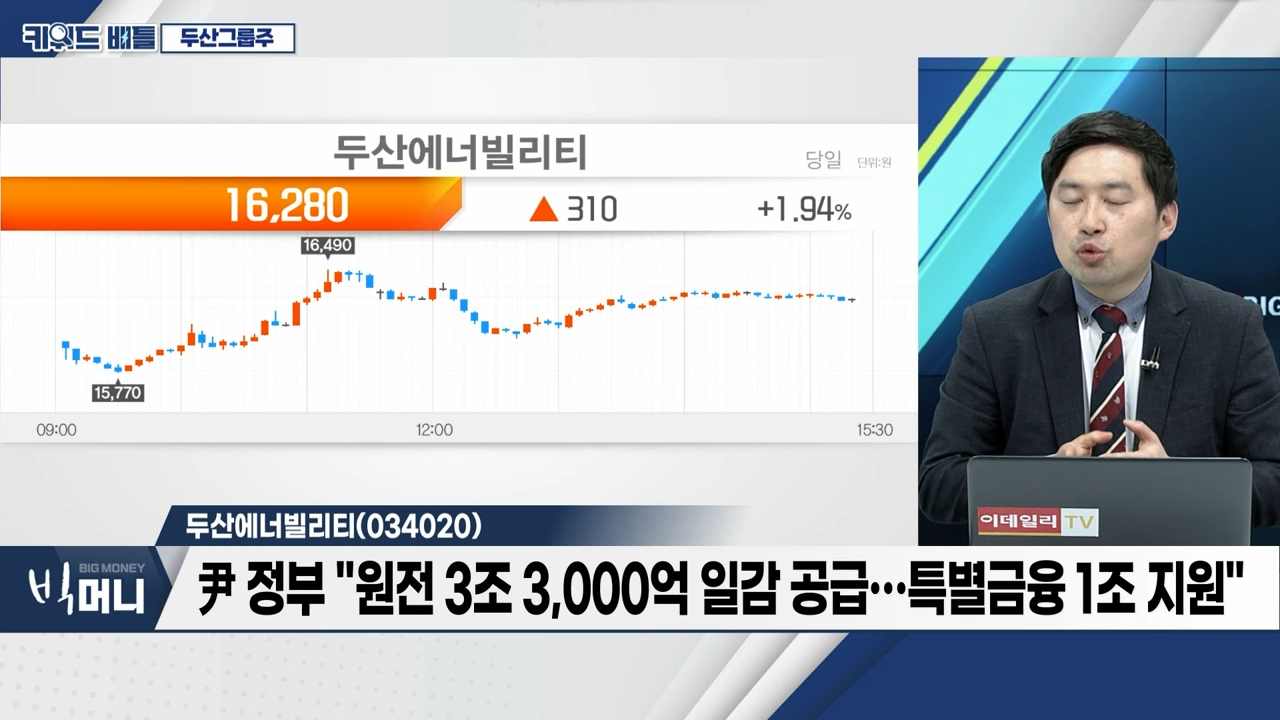 키워드 배틀 두산그룹주
두산에너빌리티
당일 단위:원
16,280 ▲ 310 +1.94%
16,490
15,770
09:00 12:00 15:30
BIG
이데일리 TV
두산에너빌리티(034020)
BIG MONEY
빅머니
尹 정부 "원전 3조 3,000억 일감 공급…특별금융 1조 지원"